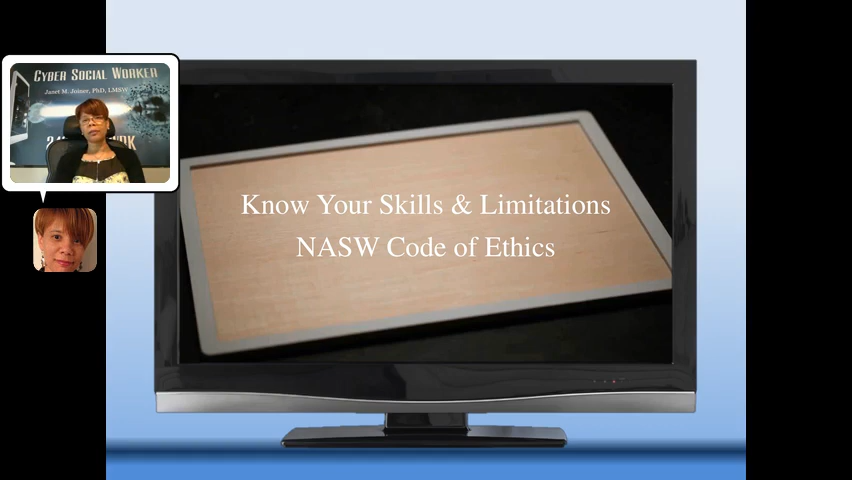 CYBER SOCIAL WORKER
Janet M. Joiner, PhD, LMSW
Know Your Skills & Limitations
NASW Code of Ethics